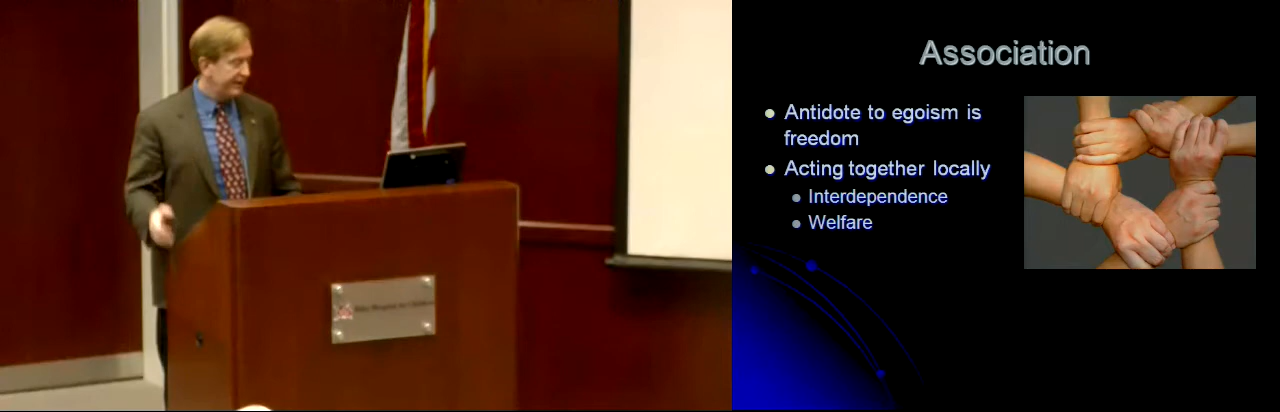 Association
Antidote to egoism is
freedom
Acting together locally
Interdependence
Welfare